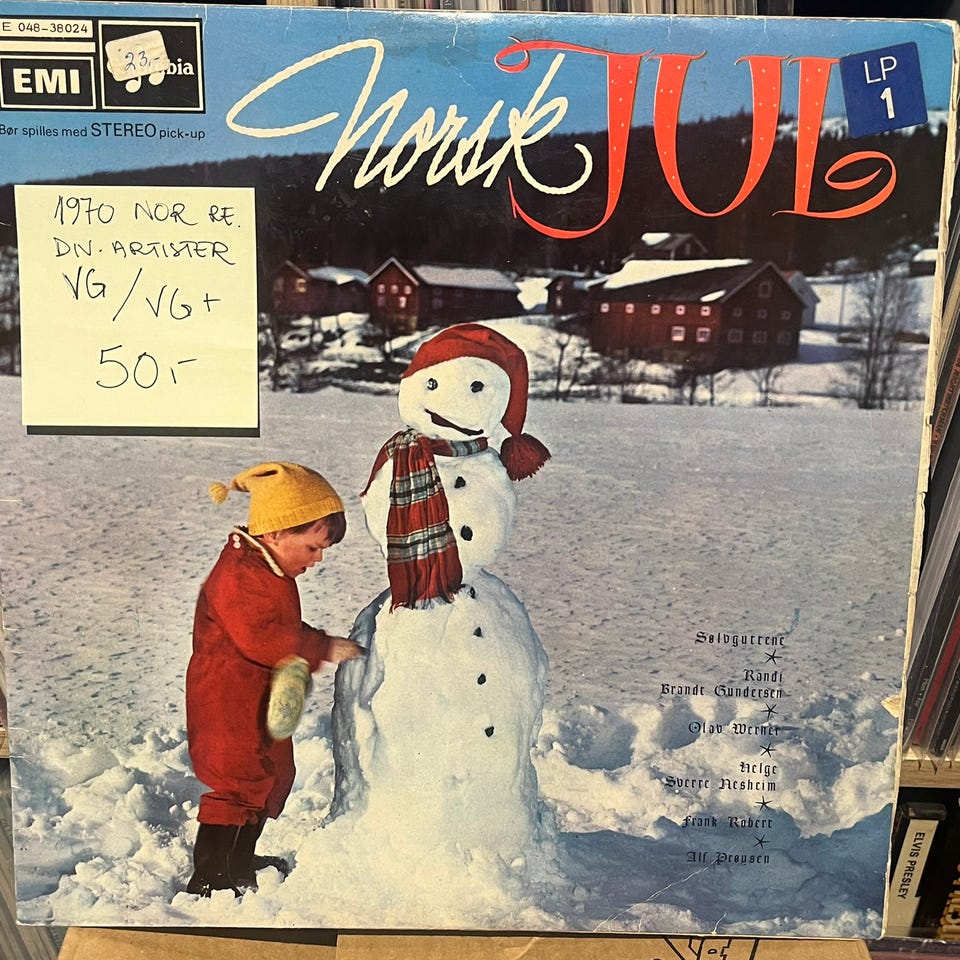 E 048-38024
EMI
23,-
bia
Bør spilles med STEREO pick-up
Norsk JUL
LP
1
1970 NOR RE.
DIV. ARTISTER
VG/VG+
50,-
Sølvguttene
Randi
Brandt Gundersen
Olav Werner
Helge
Sverre Nesheim
Frank Robert
Alf Prøysen
ELVIS PRESLEY